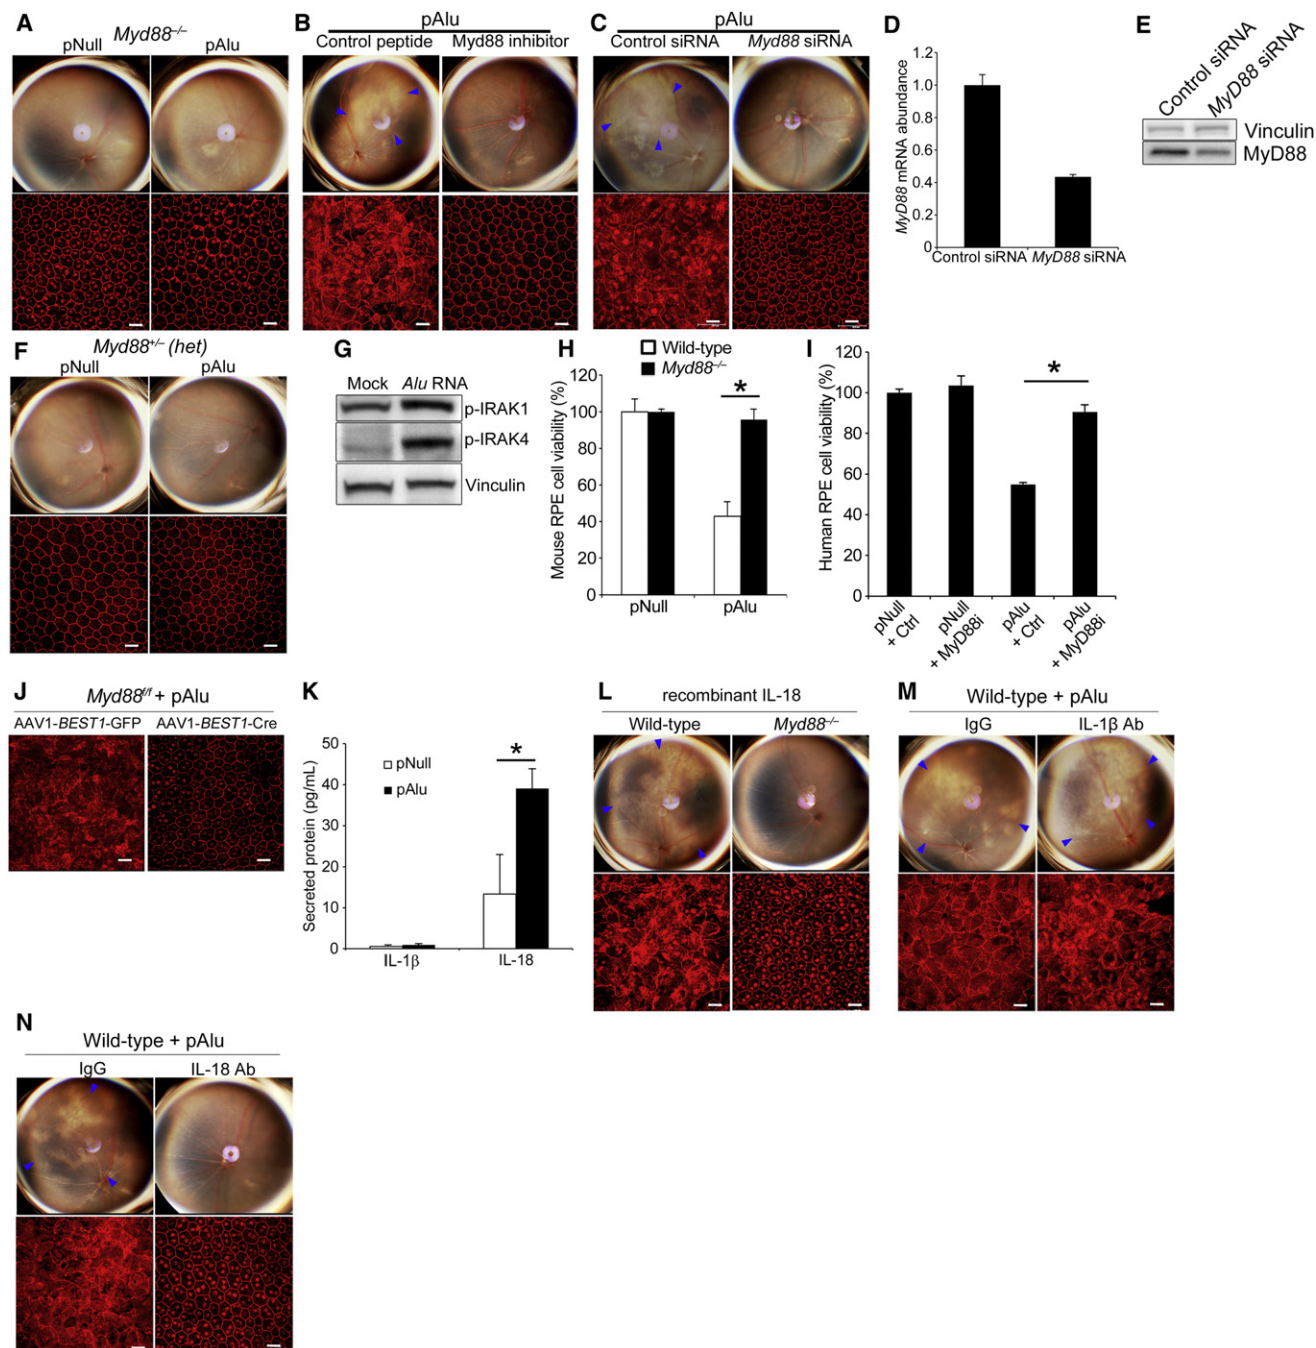 A
Myd88–/–
pNull pAlu
B
pAlu
Control peptide Myd88 inhibitor
C
pAlu
Control siRNA Myd88 siRNA
D
MyD88 mRNA abundance
1.2
1.0
0.8
0.6
0.4
0.2
0
Control siRNA MyD88 siRNA
E
Control siRNA
MyD88 siRNA
Vinculin
MyD88
F
Myd88+/– (het)
pNull pAlu
G
Mock Alu RNA
p-IRAK1
p-IRAK4
Vinculin
H
Wild-type
Myd88–/–
Mouse RPE cell viability (%)
120
100
80
60
40
20
0
*
pNull pAlu
I
Human RPE cell viability (%)
120
100
80
60
40
20
0
*
pNull + Ctrl
pNull + MyD88i
pAlu + Ctrl
pAlu + MyD88i
J
Myd88f/f + pAlu
AAV1-BEST1-GFP AAV1-BEST1-Cre
K
Secreted protein (pg/mL)
50
40
30
20
10
0
pNull
pAlu
*
IL-1β IL-18
L
recombinant IL-18
Wild-type Myd88–/–
M
Wild-type + pAlu
IgG IL-1β Ab
N
Wild-type + pAlu
IgG IL-18 Ab